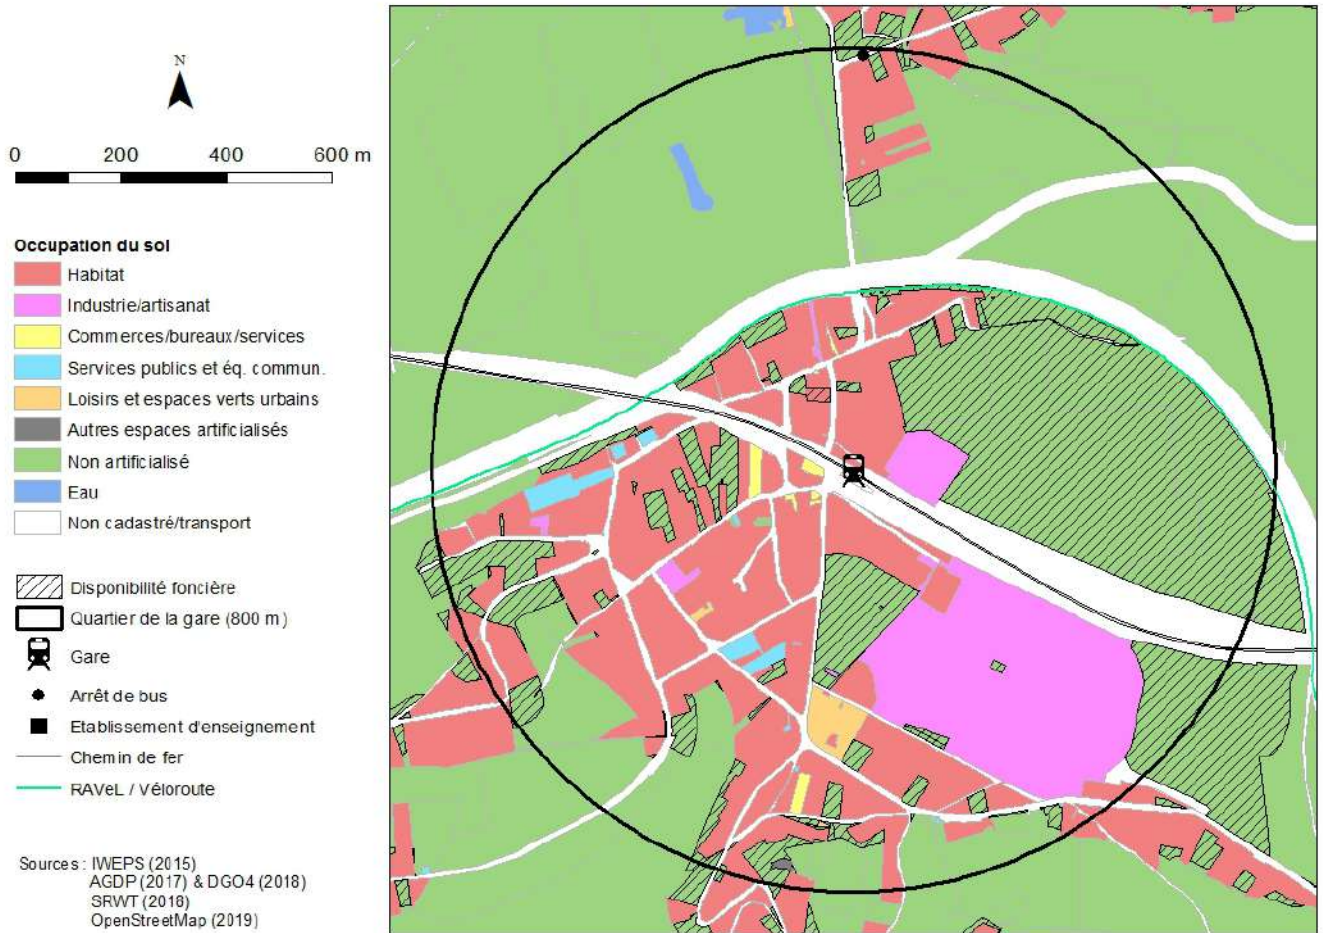 N
0 200 400 600 m
Occupation du sol
Habitat
Industrie/artisanat
Commerces/bureaux/services
Services publics et éq. commun.
Loisirs et espaces verts urbains
Autres espaces artificialisés
Non artificialisé
Eau
Non cadastré/transport
Disponibilité foncière
Quartier de la gare (800 m)
Gare
Arrêt de bus
Etablissement d'enseignement
Chemin de fer
RAVeL / Véloroute
Sources : IWEPS (2015)
AGDP (2017) & DGO4 (2018)
SRWT (2018)
OpenStreetMap (2019)